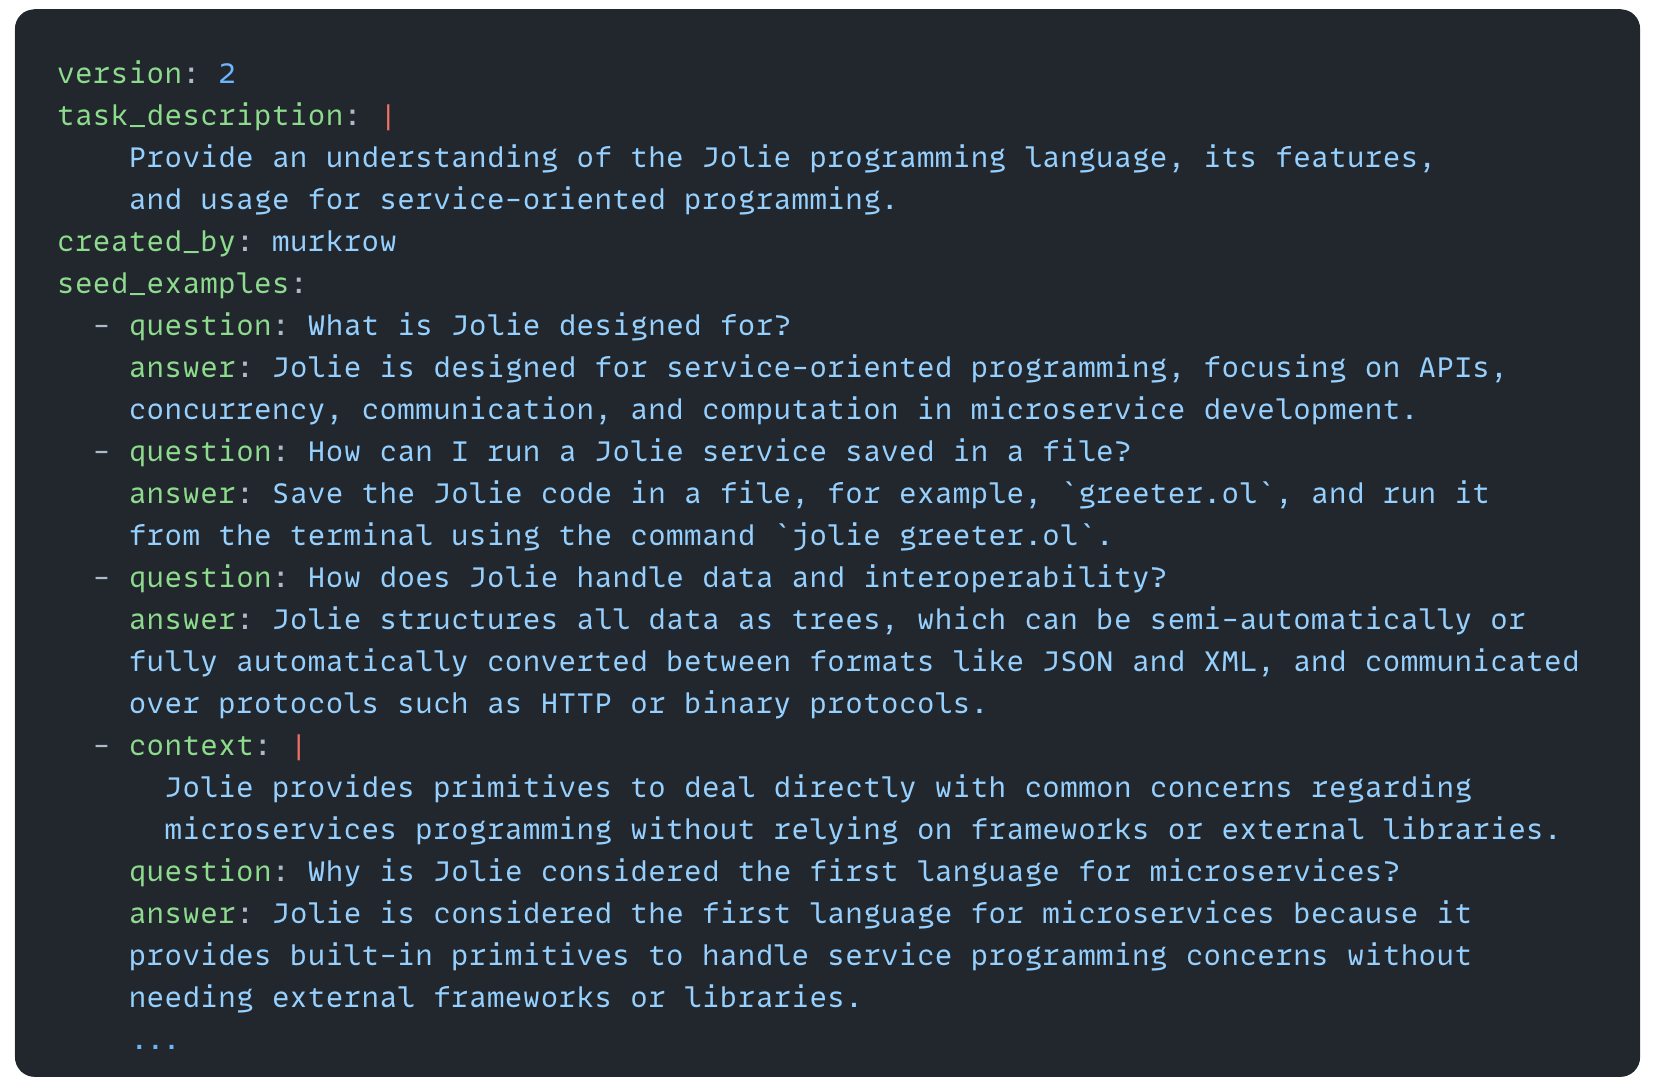 version: 2
task_description: |
    Provide an understanding of the Jolie programming language, its features,
    and usage for service-oriented programming.
created_by: murkrow
seed_examples:
  - question: What is Jolie designed for?
    answer: Jolie is designed for service-oriented programming, focusing on APIs,
    concurrency, communication, and computation in microservice development.
  - question: How can I run a Jolie service saved in a file?
    answer: Save the Jolie code in a file, for example, `greeter.ol`, and run it
    from the terminal using the command `jolie greeter.ol`.
  - question: How does Jolie handle data and interoperability?
    answer: Jolie structures all data as trees, which can be semi-automatically or
    fully automatically converted between formats like JSON and XML, and communicated
    over protocols such as HTTP or binary protocols.
  - context: |
      Jolie provides primitives to deal directly with common concerns regarding
      microservices programming without relying on frameworks or external libraries.
    question: Why is Jolie considered the first language for microservices?
    answer: Jolie is considered the first language for microservices because it
    provides built-in primitives to handle service programming concerns without
    needing external frameworks or libraries.
    ...